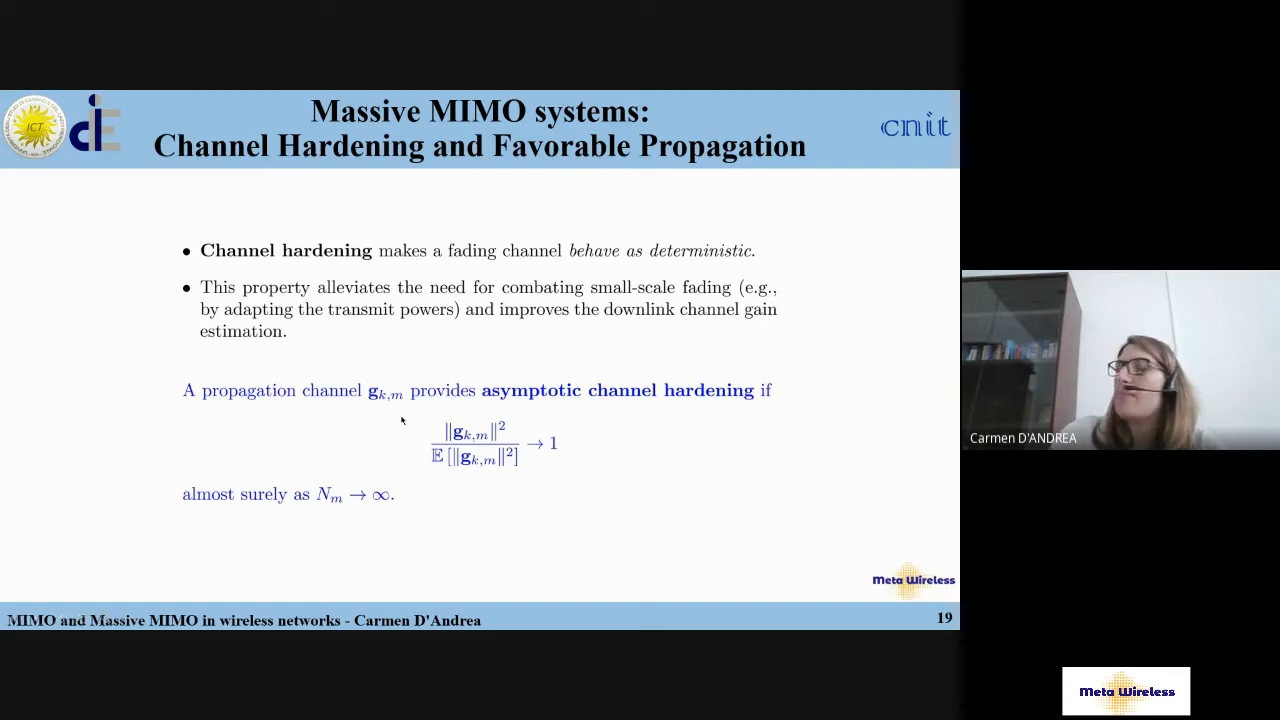 Massive MIMO systems:
Channel Hardening and Favorable Propagation
ICT
cnit
• Channel hardening makes a fading channel behave as deterministic.
• This property alleviates the need for combating small-scale fading (e.g.,
by adapting the transmit powers) and improves the downlink channel gain
estimation.
A propagation channel g_{k,m} provides asymptotic channel hardening if
‖g_{k,m}‖² / 𝔼[‖g_{k,m}‖²] → 1
almost surely as N_m → ∞.
Meta Wireless
MIMO and Massive MIMO in wireless networks - Carmen D'Andrea
19
Carmen D'ANDREA
Meta Wireless